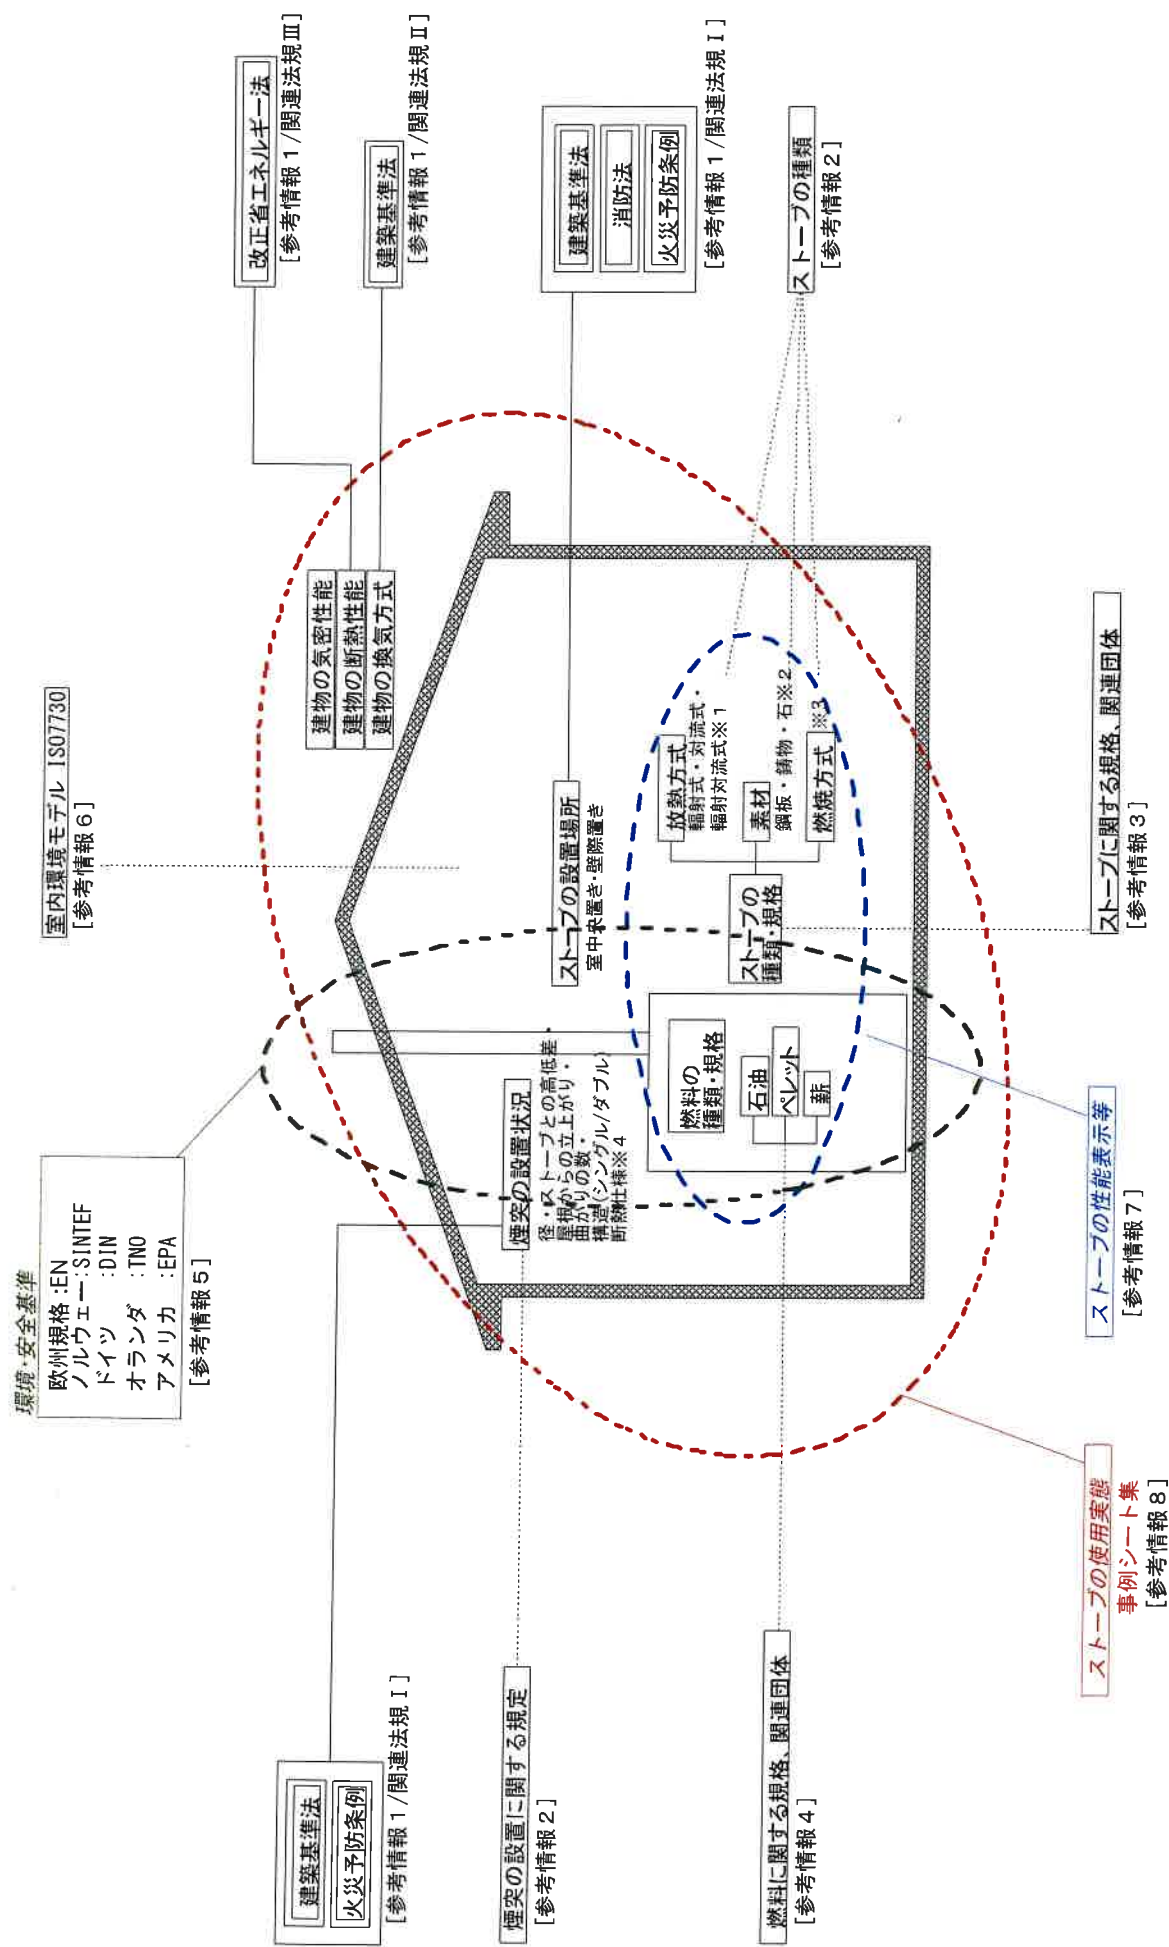 環境・安全基準
欧州規格:EN
ノルウェー:SINTEF
ドイツ :DIN
オランダ :TNO
アメリカ :EPA
[参考情報5]
室内環境モデル ISO7730
[参考情報6]
改正省エネルギー法
[参考情報1/関連法規Ⅲ]
建築基準法
[参考情報1/関連法規Ⅱ]
建物の気密性能
建物の断熱性能
建物の換気方式
建築基準法
消防法
火災予防条例
[参考情報1/関連法規Ⅰ]
建築基準法
火災予防条例
[参考情報1/関連法規Ⅰ]
煙突の設置に関する規定
[参考情報2]
煙突の設置状況
径・ストーブとの高低差・
屋根からの立上がり・
曲がりの数・
構造(シングル/ダブル)
断熱仕様※4
ストーブの設置場所
室中央置き・壁際置き
ストーブの種類
[参考情報2]
放熱方式
輻射式・対流式・
輻射対流式※1
素材
鋼板・鋳物・石※2
燃焼方式
※3
ストーブの
種類・規格
燃料の
種類・規格
石油
ペレット
薪
燃料に関する規格、関連団体
[参考情報4]
ストーブに関する規格、関連団体
[参考情報3]
ストーブの性能表示等
[参考情報7]
ストーブの使用実態
事例シート集
[参考情報8]